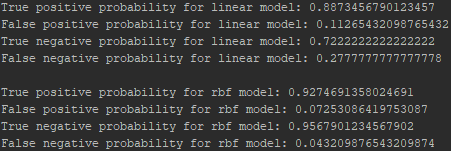 True positive probability for linear model: 0.8873456790123457
False positive probability for linear model: 0.11265432098765432
True negative probability for linear model: 0.7222222222222222
False negative probability for linear model: 0.2777777777777778
True positive probability for rbf model: 0.9274691358024691
False positive probability for rbf model: 0.07253086419753087
True negative probability for rbf model: 0.9567901234567902
False negative probability for rbf model: 0.043209876543209874